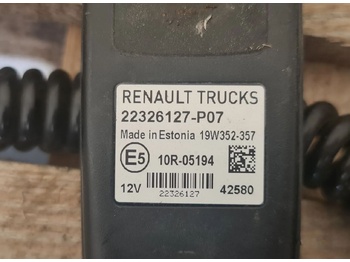 RENAULT TRUCKS
22326127-P07
Made in Estonia 19W352-357
E5 10R-05194
12V 22326127 42580